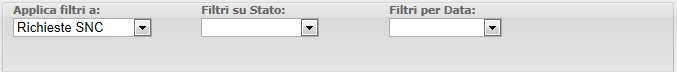 Applica filtri a: Filtri su Stato: Filtri per Data:
Richieste SNC